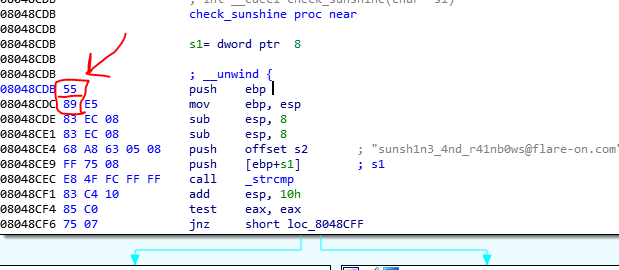 08048CDB ; int __cdecl check_sunshine(char *s1)
08048CDB check_sunshine proc near
08048CDB
08048CDB s1= dword ptr 8
08048CDB
08048CDB ; __unwind {
08048CDB 55 push ebp
08048CDC 89 E5 mov ebp, esp
08048CDE 83 EC 08 sub esp, 8
08048CE1 83 EC 08 sub esp, 8
08048CE4 68 A8 63 05 08 push offset s2 ; "sunsh1n3_4nd_r41nb0ws@flare-on.com"
08048CE9 FF 75 08 push [ebp+s1] ; s1
08048CEC E8 4F FC FF FF call _strcmp
08048CF1 83 C4 10 add esp, 10h
08048CF4 85 C0 test eax, eax
08048CF6 75 07 jnz short loc_8048CFF